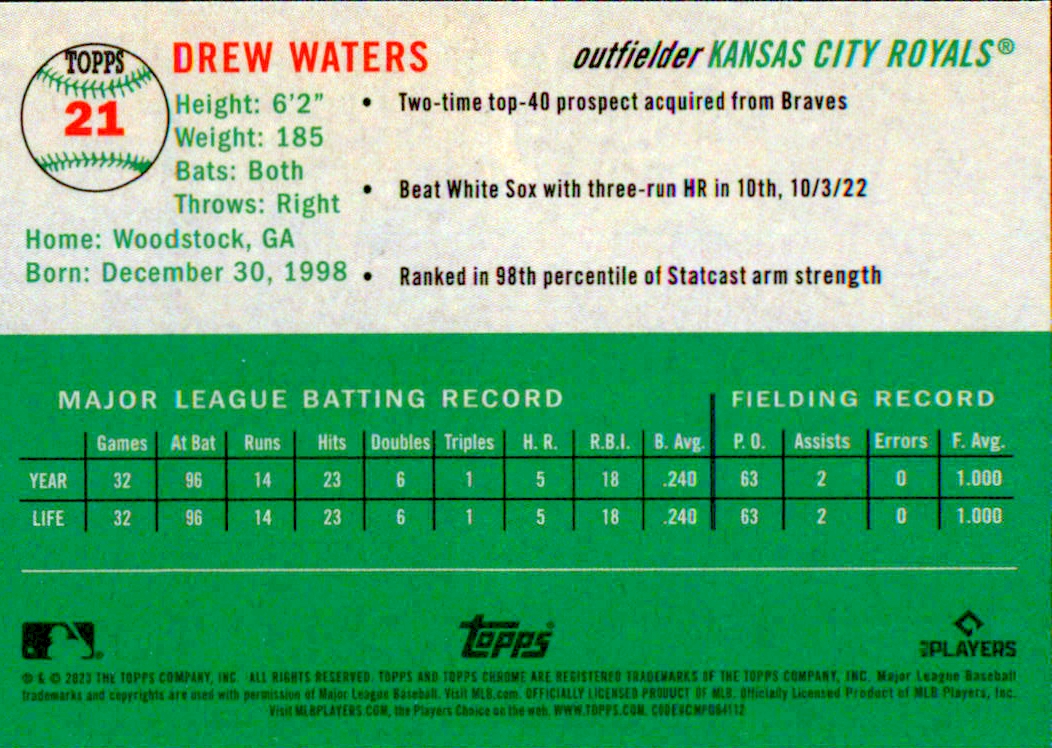 TOPPS
21
DREW WATERS
outfielder KANSAS CITY ROYALS®
Height: 6'2"
Weight: 185
Bats: Both
Throws: Right
Home: Woodstock, GA
Born: December 30, 1998
• Two-time top-40 prospect acquired from Braves
• Beat White Sox with three-run HR in 10th, 10/3/22
• Ranked in 98th percentile of Statcast arm strength
MAJOR LEAGUE BATTING RECORD FIELDING RECORD
Games At Bat Runs Hits Doubles Triples H. R. R.B.I. B. Avg. P. O. Assists Errors F. Avg.
YEAR 32 96 14 23 6 1 5 18 .240 63 2 0 1.000
LIFE 32 96 14 23 6 1 5 18 .240 63 2 0 1.000
topps
PLAYERS
® & © 2023 THE TOPPS COMPANY, INC. ALL RIGHTS RESERVED. TOPPS AND TOPPS CHROME ARE REGISTERED TRADEMARKS OF THE TOPPS COMPANY, INC. Major League Baseball
trademarks and copyrights are used with permission of Major League Baseball. Visit MLB.com. OFFICIALLY LICENSED PRODUCT OF MLB. Officially Licensed Product of MLB Players, Inc.
Visit MLBPLAYERS.COM, the Players Choice on the web. WWW.TOPPS.COM.